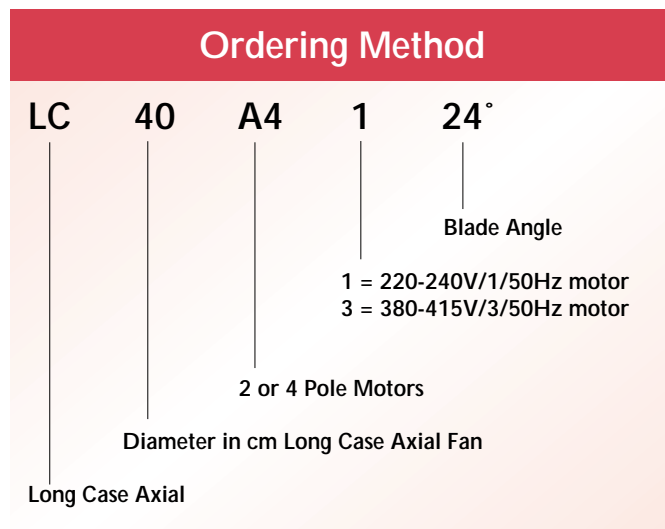 Ordering Method
LC 40 A4 1 24°
Blade Angle
1 = 220-240V/1/50Hz motor
3 = 380-415V/3/50Hz motor
2 or 4 Pole Motors
Diameter in cm Long Case Axial Fan
Long Case Axial